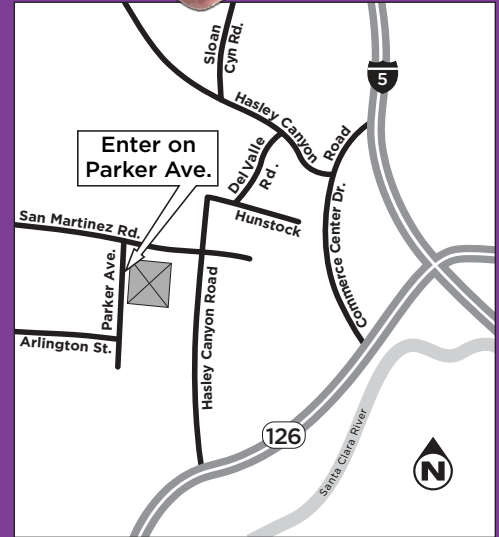 Sloan
Cyn Rd.
5
Hasley Canyon
Road
Enter on
Parker Ave.
Del Valle
Rd.
San Martinez Rd.
Hunstock
Commerce Center Dr.
Parker Ave.
Hasley Canyon Road
Arlington St.
126
Santa Clara River
N